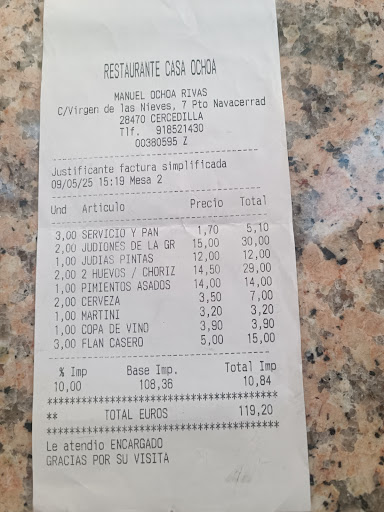 RESTAURANTE CASA OCHOA
MANUEL OCHOA RIVAS
C/Virgen de las Nieves, 7 Pto Navacerrad
28470 CERCEDILLA
Tlf. 918521430
00380595 Z
Justificante factura simplificada
09/05/25 15:19 Mesa 2
Und Articulo Precio Total
3,00 SERVICIO Y PAN 1,70 5,10
2,00 JUDIONES DE LA GR 15,00 30,00
1,00 JUDIAS PINTAS 12,00 12,00
2,00 2 HUEVOS / CHORIZ 14,50 29,00
1,00 PIMIENTOS ASADOS 14,00 14,00
2,00 CERVEZA 3,50 7,00
1,00 MARTINI 3,20 3,20
1,00 COPA DE VINO 3,90 3,90
3,00 FLAN CASERO 5,00 15,00
% Imp Base Imp. Total Imp
10,00 108,36 10,84
****************************************
** TOTAL EUROS 119,20
****************************************
Le atendio ENCARGADO
GRACIAS POR SU VISITA